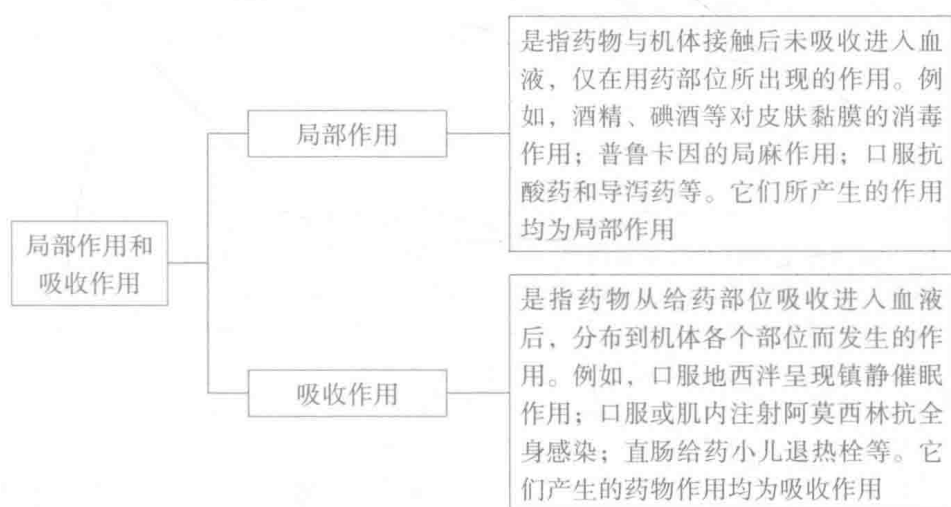 局部作用和
吸收作用
局部作用
是指药物与机体接触后未吸收进入血
液，仅在用药部位所出现的作用。例
如，酒精、碘酒等对皮肤黏膜的消毒
作用；普鲁卡因的局麻作用；口服抗
酸药和导泻药等。它们所产生的作用
均为局部作用
吸收作用
是指药物从给药部位吸收进入血液
后，分布到机体各个部位而发生的作
用。例如，口服地西泮呈现镇静催眠
作用；口服或肌内注射阿莫西林抗全
身感染；直肠给药小儿退热栓等。它
们产生的药物作用均为吸收作用